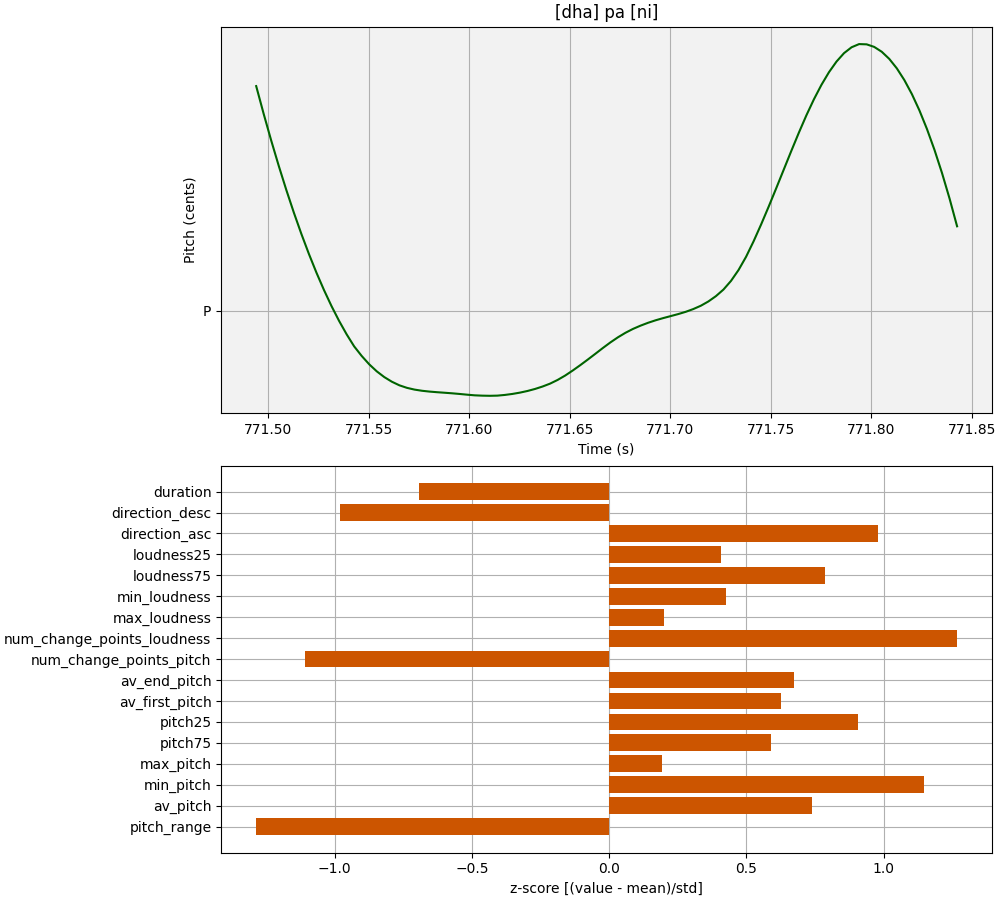 [dha] pa [ni]
Pitch (cents)
P
771.50 771.55 771.60 771.65 771.70 771.75 771.80 771.85
Time (s)
duration
direction_desc
direction_asc
loudness25
loudness75
min_loudness
max_loudness
num_change_points_loudness
num_change_points_pitch
av_end_pitch
av_first_pitch
pitch25
pitch75
max_pitch
min_pitch
av_pitch
pitch_range
−1.0 −0.5 0.0 0.5 1.0
z-score [(value - mean)/std]